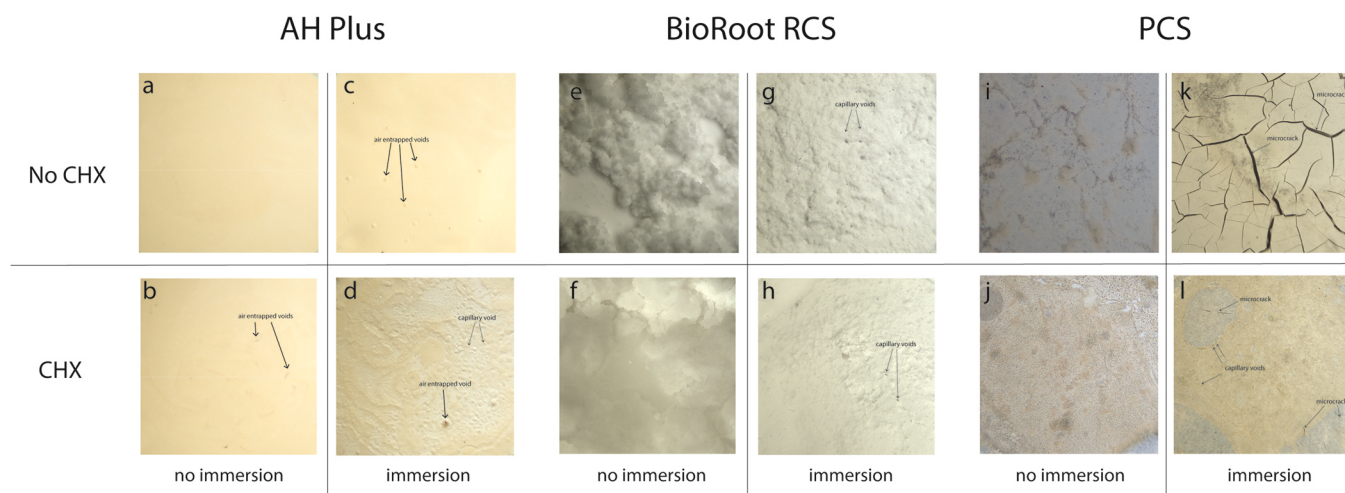 AH Plus BioRoot RCS PCS
No CHX
a c e g i k
air entrapped voids
capillary voids
microcrack
microcrack
CHX
b d f h j l
air entrapped voids
capillary void
air entrapped void
capillary voids
microcrack
capillary voids
microcrack
no immersion immersion no immersion immersion no immersion immersion